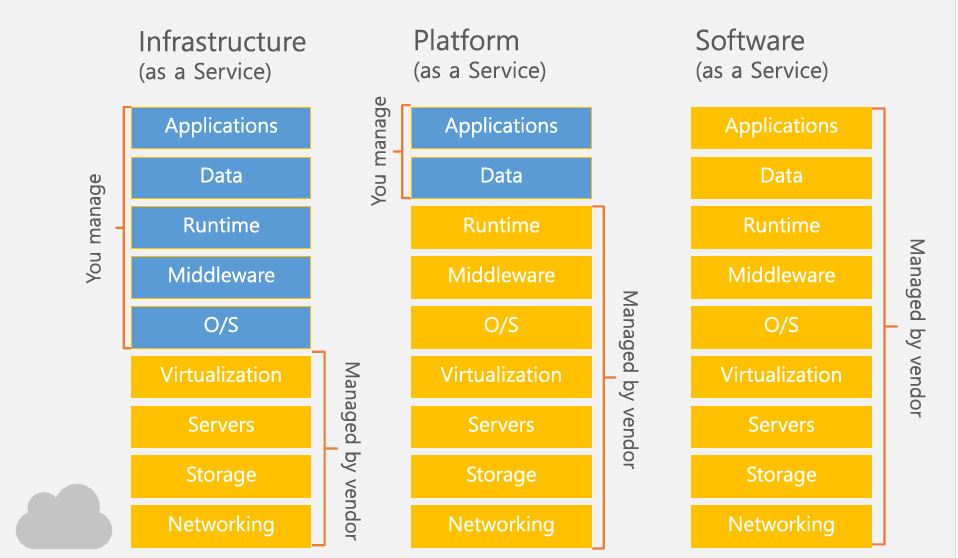 Infrastructure
(as a Service)
You manage
Applications
Data
Runtime
Middleware
O/S
Virtualization
Servers
Storage
Networking
Managed by vendor
Platform
(as a Service)
You manage
Applications
Data
Runtime
Middleware
O/S
Virtualization
Servers
Storage
Networking
Managed by vendor
Software
(as a Service)
Applications
Data
Runtime
Middleware
O/S
Virtualization
Servers
Storage
Networking
Managed by vendor